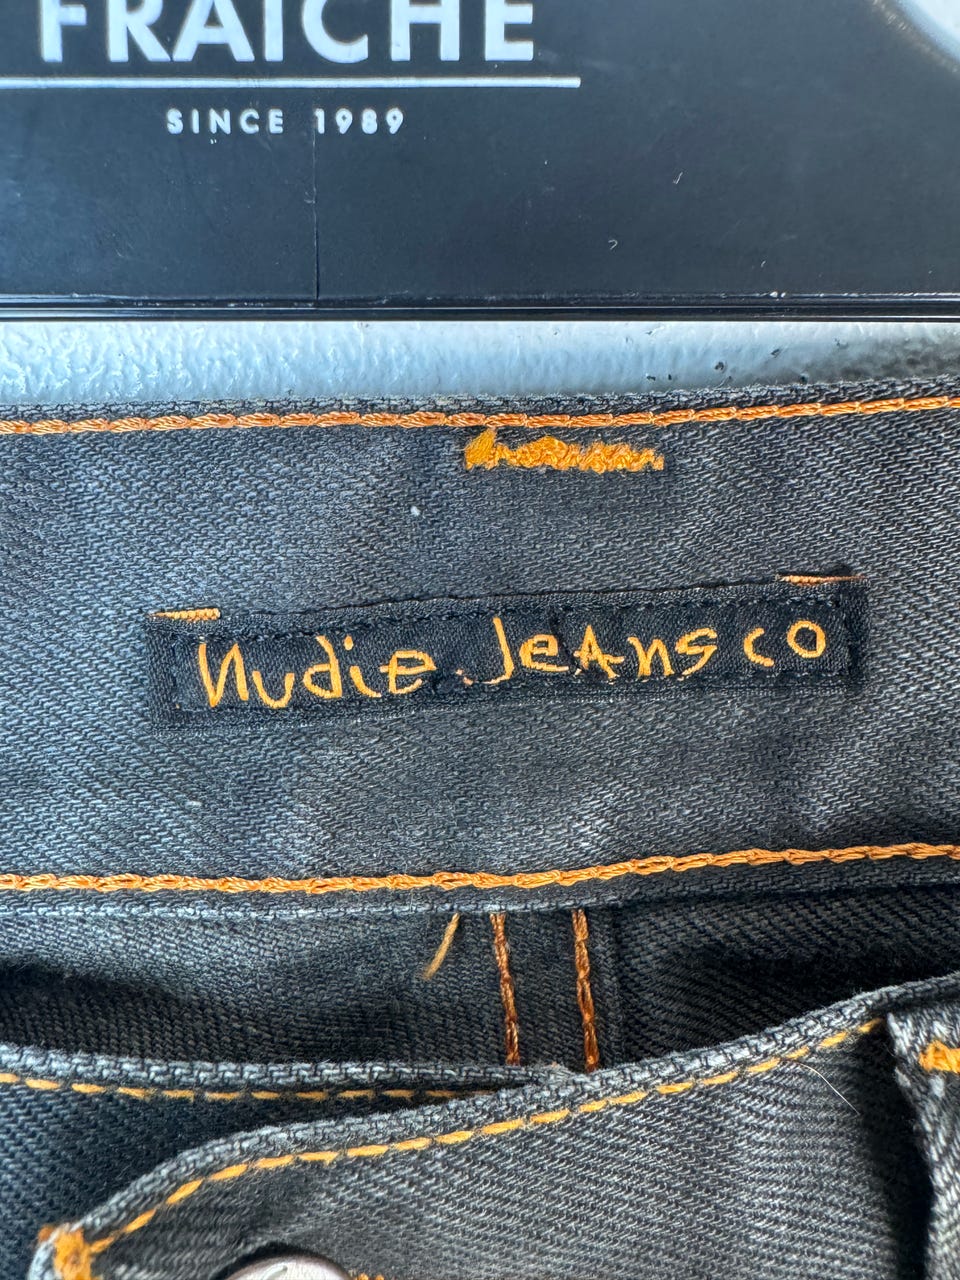 FRAICHE
SINCE 1989
Nudie.Jeans co